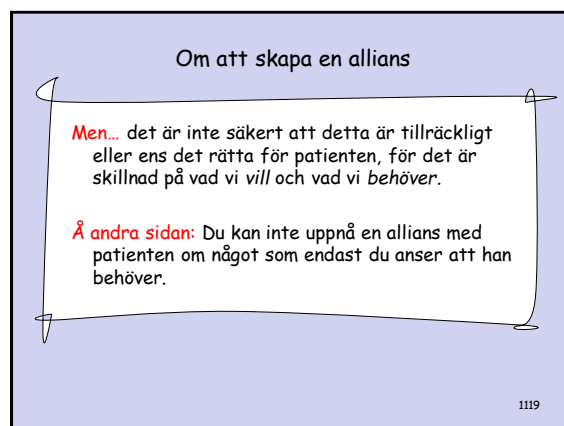 Om att skapa en allians
Men… det är inte säkert att detta är tillräckligt
eller ens det rätta för patienten, för det är
skillnad på vad vi vill och vad vi behöver.
Å andra sidan: Du kan inte uppnå en allians med
patienten om något som endast du anser att han
behöver.
1119